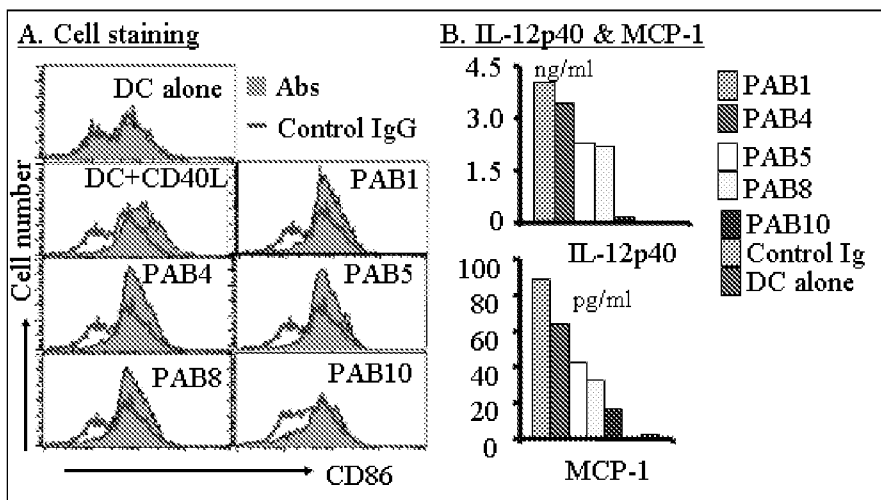 A. Cell staining
DC alone
Abs
Control IgG
DC+CD40L
PAB1
PAB4
PAB5
PAB8
PAB10
Cell number
CD86
B. IL-12p40 & MCP-1
4.5
ng/ml
3.0
1.5
0
IL-12p40
100
80
pg/ml
60
40
20
0
MCP-1
PAB1
PAB4
PAB5
PAB8
PAB10
Control Ig
DC alone